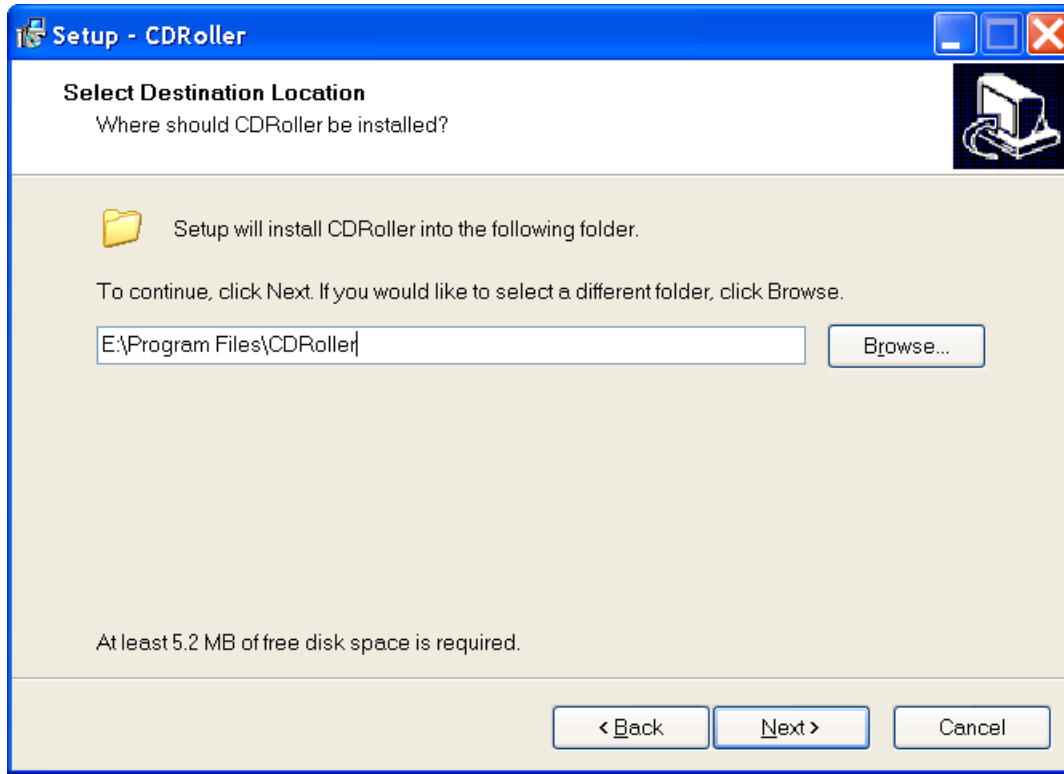 Setup - CDRoller
Select Destination Location
Where should CDRoller be installed?
Setup will install CDRoller into the following folder.
To continue, click Next. If you would like to select a different folder, click Browse.
E:\Program Files\CDRoller
Browse...
At least 5.2 MB of free disk space is required.
< Back
Next >
Cancel